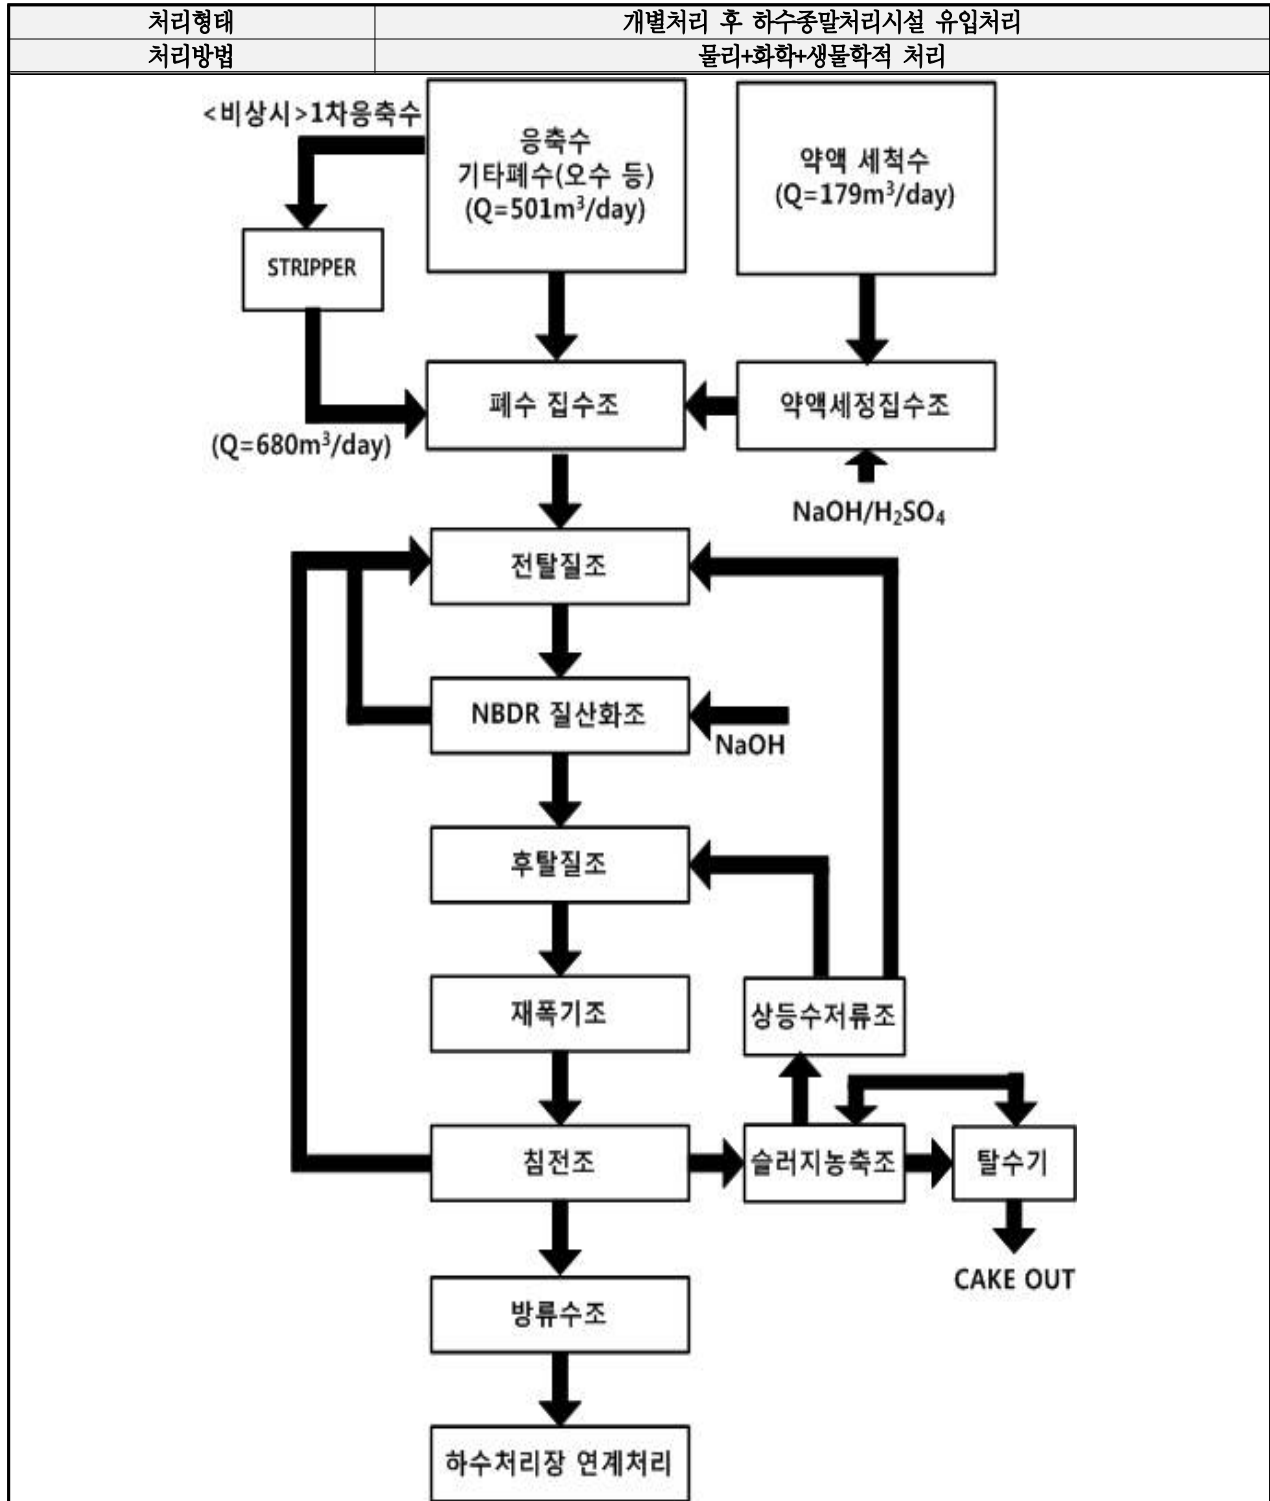 처리형태 개별처리 후 하수종말처리시설 유입처리
처리방법 물리+화학+생물학적 처리
<비상시>1차응축수
응축수
기타폐수(오수 등)
(Q=501m³/day)
약액 세척수
(Q=179m³/day)
STRIPPER
폐수 집수조
약액세정집수조
(Q=680m³/day)
NaOH/H₂SO₄
전탈질조
NBDR 질산화조
NaOH
후탈질조
재폭기조
상등수저류조
침전조
슬러지농축조
탈수기
CAKE OUT
방류수조
하수처리장 연계처리